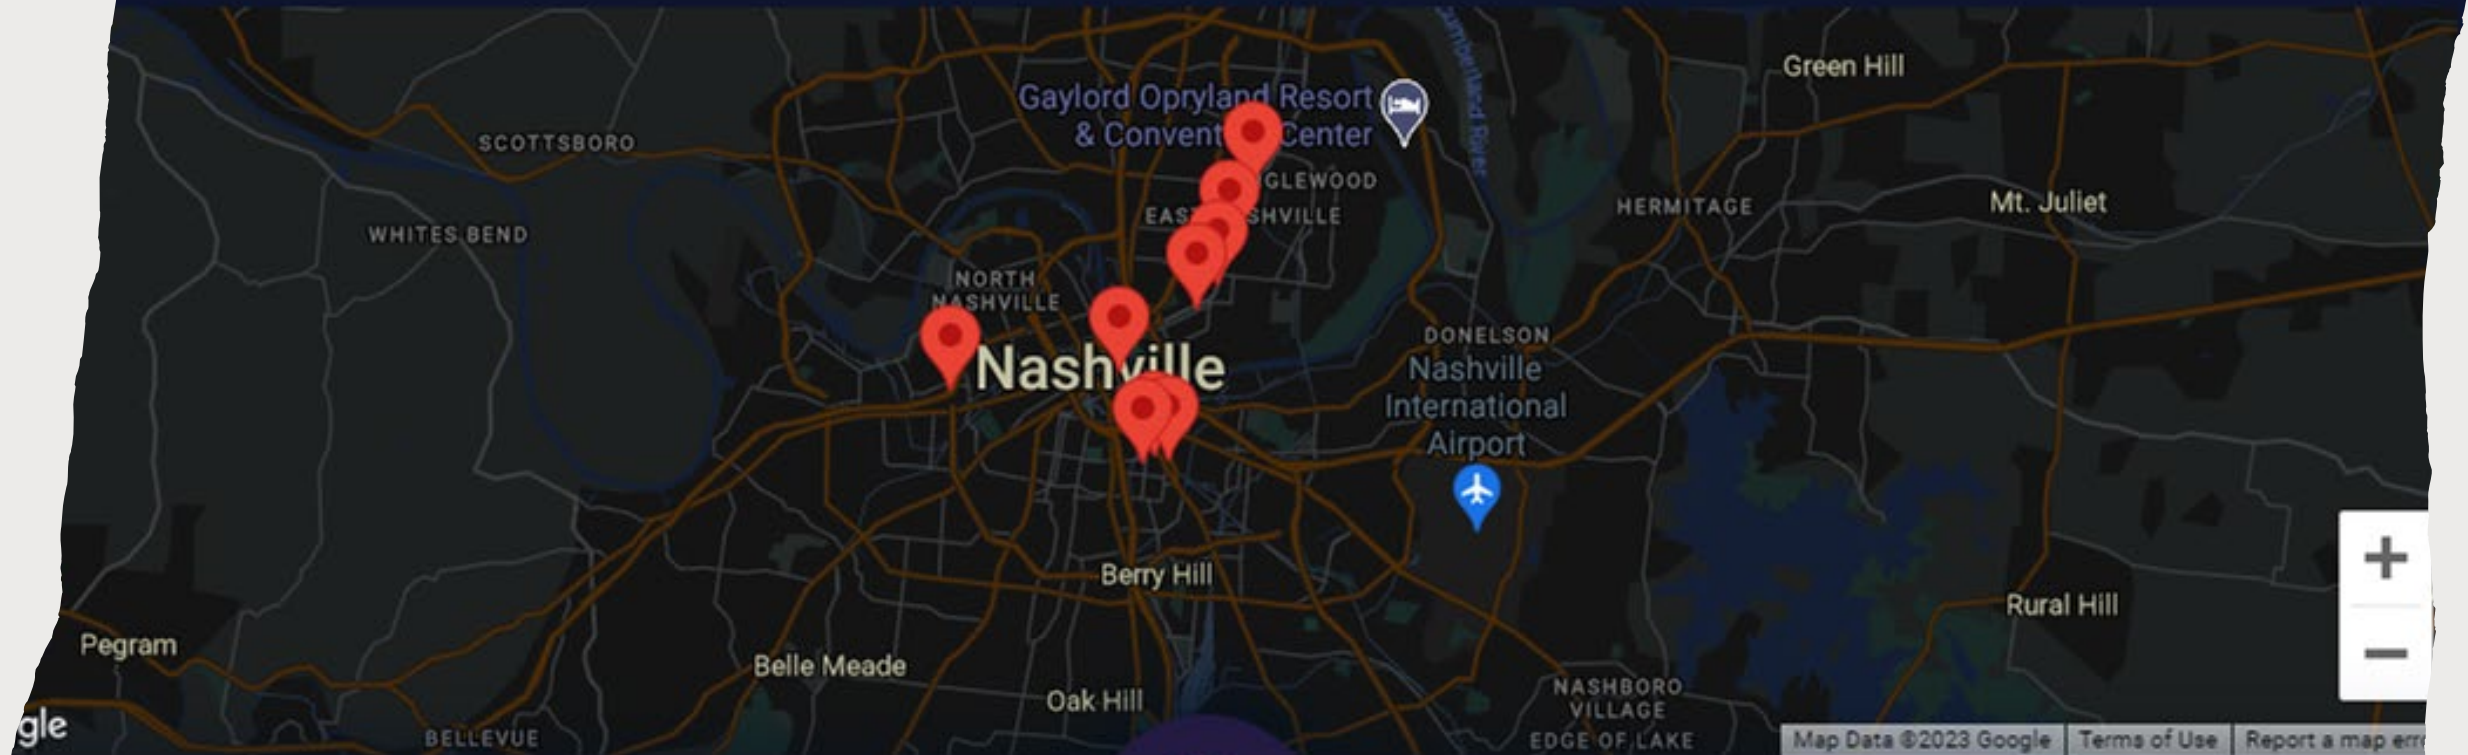 Green Hill
Gaylord Opryland Resort
& Convent Center
SCOTTSBORO
GLEWOOD
Mt. Juliet
HERMITAGE
EAS SHVILLE
WHITES BEND
NORTH
NASHVILLE
DONELSON
Nashville
Nashville
International
Airport
Berry Hill
Rural Hill
Pegram
Belle Meade
Oak Hill
NASHBORO
VILLAGE
EDGE OF LAKE
gle
BELLEVUE
Map Data ©2023 Google
Terms of Use
Report a map err